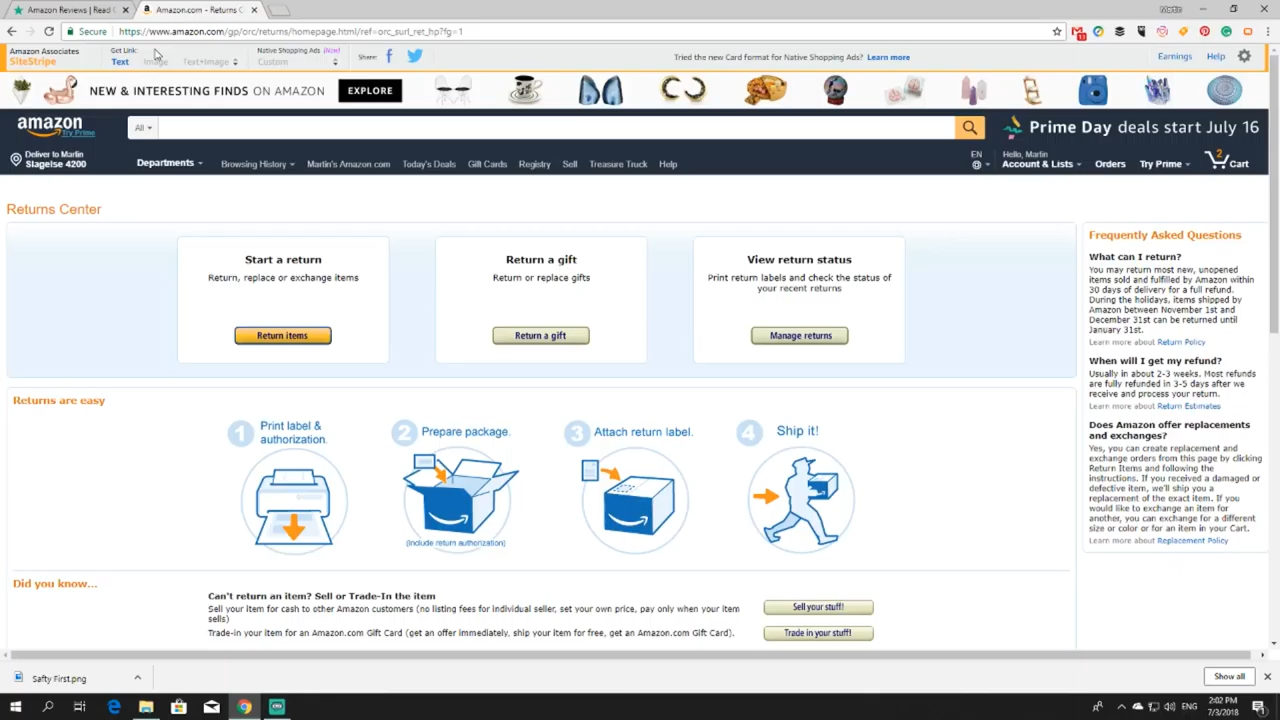 Amazon Reviews | Read
Amazon.com - Returns C
Martin
Secure
https://www.amazon.com/gp/orc/returns/homepage.html/ref=orc_surl_ret_hp?fg=1
Amazon Associates
SiteStripe
Get Link:
Text
Image
Text+Image
Native Shopping Ads (New!)
Custom
Share:
Tried the new Card format for Native Shopping Ads? Learn more
Earnings
Help
NEW & INTERESTING FINDS ON AMAZON
EXPLORE
amazon
Try Prime
All
Prime Day deals start July 16
Deliver to Martin
Slagelse 4200
Departments
Browsing History
Martin's Amazon.com
Today's Deals
Gift Cards
Registry
Sell
Treasure Truck
Help
EN
Hello, Martin
Account & Lists
Orders
Try Prime
2
Cart
Returns Center
Start a return
Return, replace or exchange items
Return items
Return a gift
Return or replace gifts
Return a gift
View return status
Print return labels and check the status of
your recent returns
Manage returns
Frequently Asked Questions
What can I return?
You may return most new, unopened
items sold and fulfilled by Amazon within
30 days of delivery for a full refund.
During the holidays, items shipped by
Amazon between November 1st and
December 31st can be returned until
January 31st.
Learn more about Return Policy
When will I get my refund?
Usually in about 2-3 weeks. Most refunds
are fully refunded in 3-5 days after we
receive and process your return.
Learn more about Return Estimates
Does Amazon offer replacements
and exchanges?
Yes, you can create replacement and
exchange orders from this page by clicking
Return Items and following the
instructions. If you received a damaged or
defective item, we'll ship you a
replacement of the exact item. If you
would like to exchange an item for
another, you can exchange for a different
size or color or for an item in your Cart.
Learn more about Replacement Policy
Returns are easy
1 Print label &
authorization.
2 Prepare package.
(Include return authorization)
3 Attach return label.
4 Ship it!
Did you know...
Can't return an item? Sell or Trade-In the item
Sell your item for cash to other Amazon customers (no listing fees for individual seller, set your own price, pay only when your item
sells)
Sell your stuff!
Trade-in your item for an Amazon.com Gift Card (get an offer immediately, ship your item for free, get an Amazon.com Gift Card).
Trade in your stuff!
Safty First.png
Show all
ENG
2:02 PM
7/3/2018